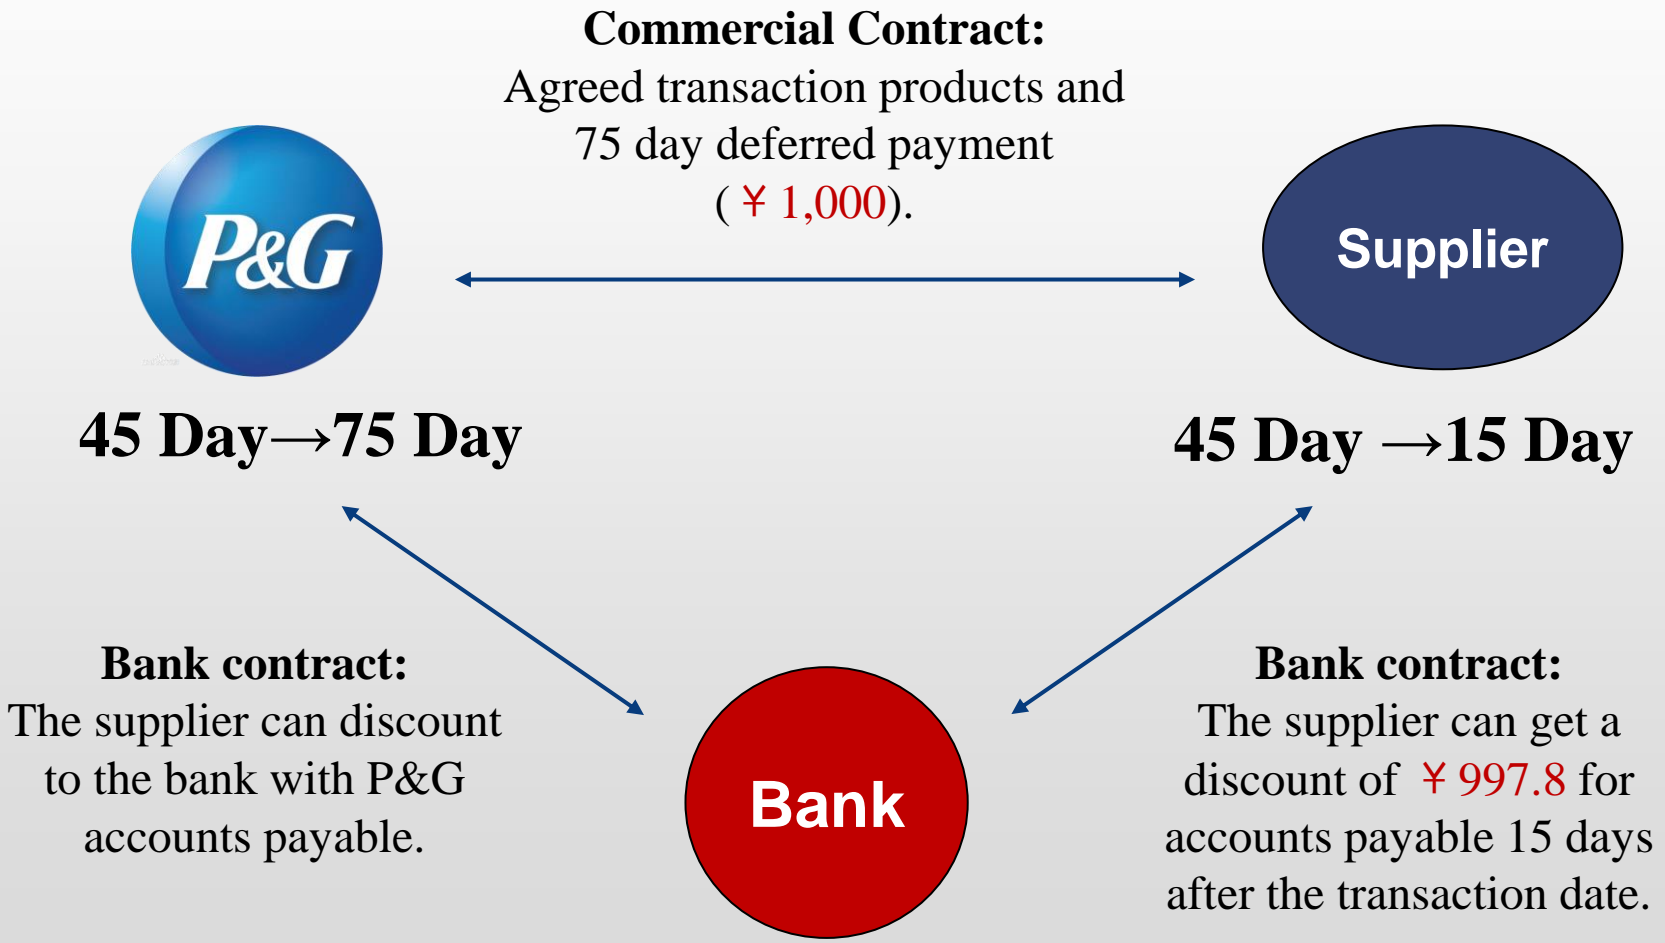 Commercial Contract:
Agreed transaction products and
75 day deferred payment
(￥1,000).
P&G
Supplier
45 Day→75 Day
45 Day →15 Day
Bank contract:
The supplier can discount
to the bank with P&G
accounts payable.
Bank
Bank contract:
The supplier can get a
discount of ￥997.8 for
accounts payable 15 days
after the transaction date.